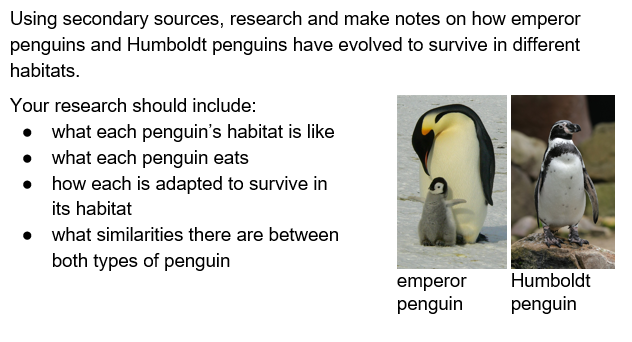 Using secondary sources, research and make notes on how emperor
penguins and Humboldt penguins have evolved to survive in different
habitats.
Your research should include:
● what each penguin's habitat is like
● what each penguin eats
● how each is adapted to survive in
its habitat
● what similarities there are between
both types of penguin
emperor
penguin
Humboldt
penguin